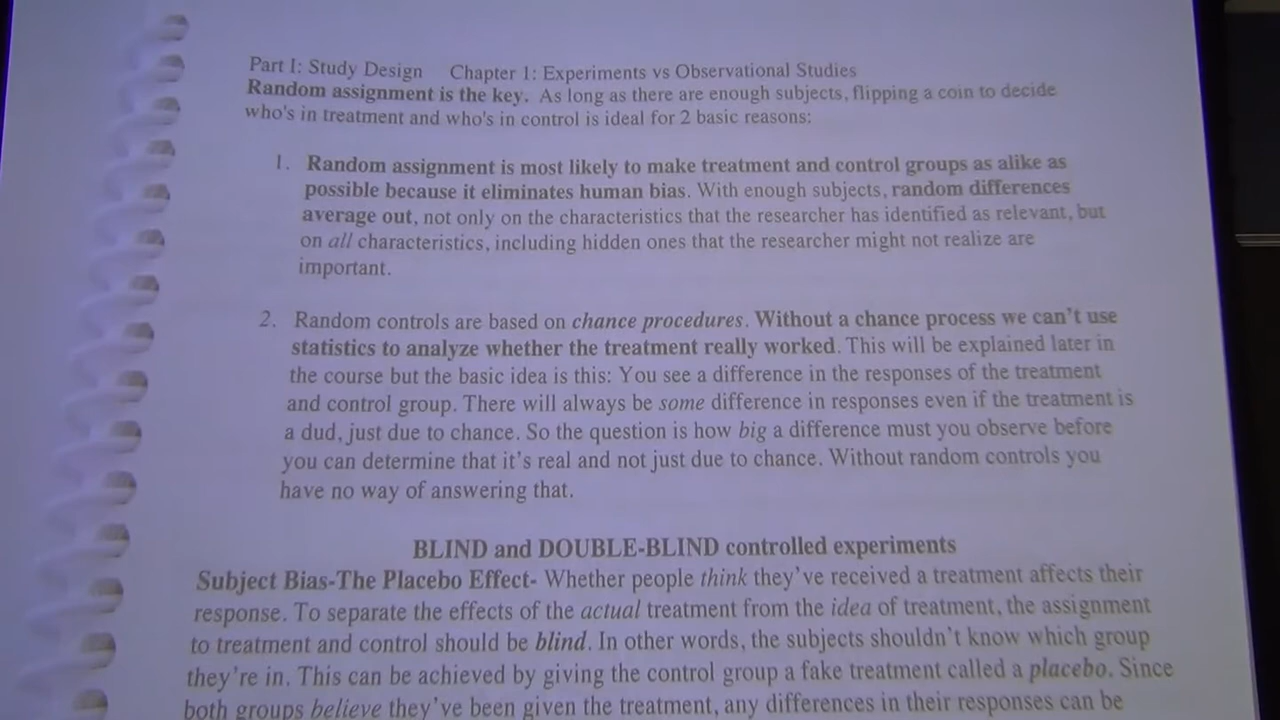 Part I: Study Design Chapter 1: Experiments vs Observational Studies
Random assignment is the key. As long as there are enough subjects, flipping a coin to decide
who's in treatment and who's in control is ideal for 2 basic reasons:
1. Random assignment is most likely to make treatment and control groups as alike as
possible because it eliminates human bias. With enough subjects, random differences
average out, not only on the characteristics that the researcher has identified as relevant, but
on all characteristics, including hidden ones that the researcher might not realize are
important.
2. Random controls are based on chance procedures. Without a chance process we can't use
statistics to analyze whether the treatment really worked. This will be explained later in
the course but the basic idea is this: You see a difference in the responses of the treatment
and control group. There will always be some difference in responses even if the treatment is
a dud, just due to chance. So the question is how big a difference must you observe before
you can determine that it's real and not just due to chance. Without random controls you
have no way of answering that.
BLIND and DOUBLE-BLIND controlled experiments
Subject Bias-The Placebo Effect- Whether people think they've received a treatment affects their
response. To separate the effects of the actual treatment from the idea of treatment, the assignment
to treatment and control should be blind. In other words, the subjects shouldn't know which group
they're in. This can be achieved by giving the control group a fake treatment called a placebo. Since
both groups believe they've been given the treatment, any differences in their responses can be